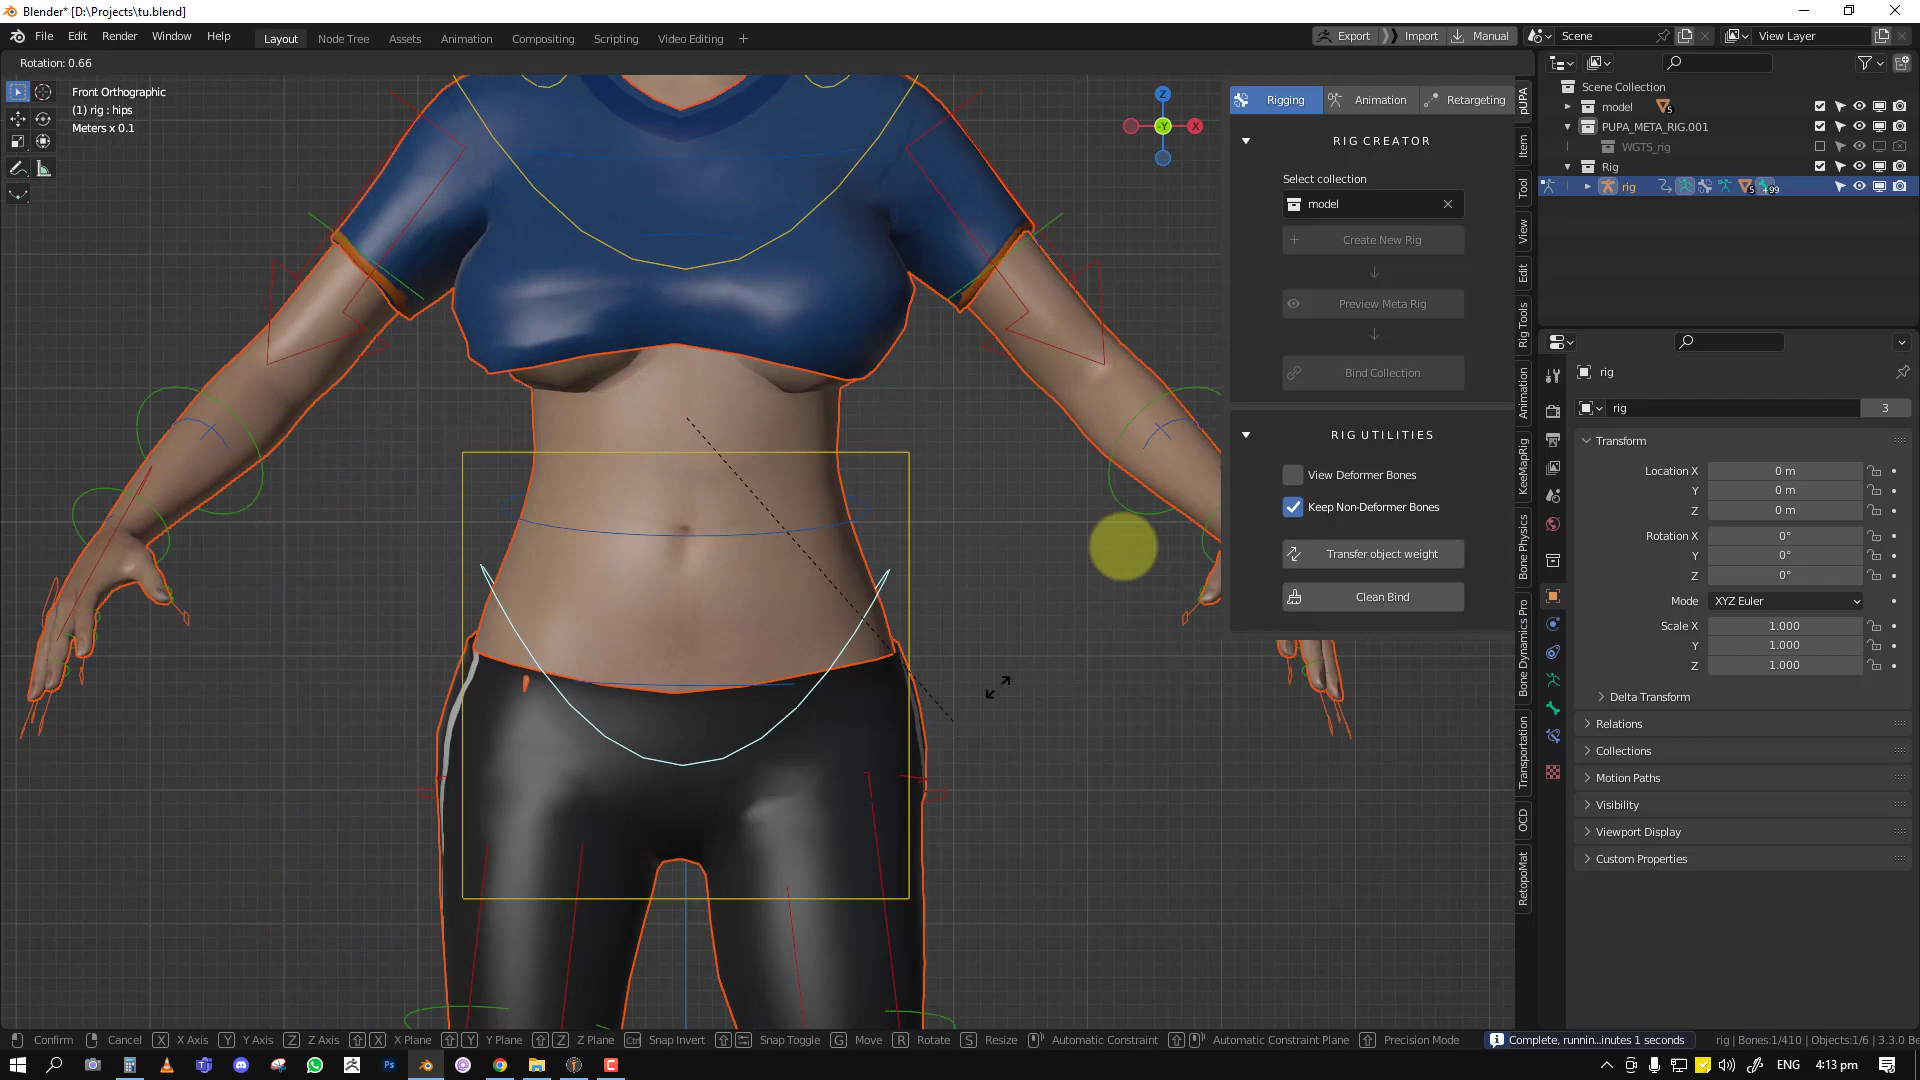 Blender* [D:\Projects\tu.blend]
File Edit Render Window Help Layout Node Tree Assets Animation Compositing Scripting Video Editing + Export Import Manual Scene View Layer
Rotation: 0.66
Front Orthographic
(1) rig : hips
Meters x 0.1
Z
-Y
X
Rigging Animation Retargeting
RIG CREATOR
Select collection
model
Create New Rig
Preview Meta Rig
Bind Collection
RIG UTILITIES
View Deformer Bones
Keep Non-Deformer Bones
Transfer object weight
Clean Bind
pUPA
Item
Tool
View
Edit
Rig Tools
Animation
KeeMapRig
Bone Physics
Bone Dynamics Pro
Transportation
OCD
RetopoMat
Scene Collection
model 5
PUPA_META_RIG.001
WGTS_rig
Rig
rig 5 +99
rig
rig 3
Transform
Location X 0 m
Y 0 m
Z 0 m
Rotation X 0°
Y 0°
Z 0°
Mode XYZ Euler
Scale X 1.000
Y 1.000
Z 1.000
Delta Transform
Relations
Collections
Motion Paths
Visibility
Viewport Display
Custom Properties
Confirm Cancel X X Axis Y Y Axis Z Z Axis X X Plane Y Y Plane Z Z Plane Ctrl Snap Invert Snap Toggle G Move R Rotate S Resize Automatic Constraint Automatic Constraint Plane Precision Mode Complete, runnin...inutes 1 seconds rig | Bones:1/410 | Objects:1/6 | 3.3.0 Be
Ps ENG 4:13 pm